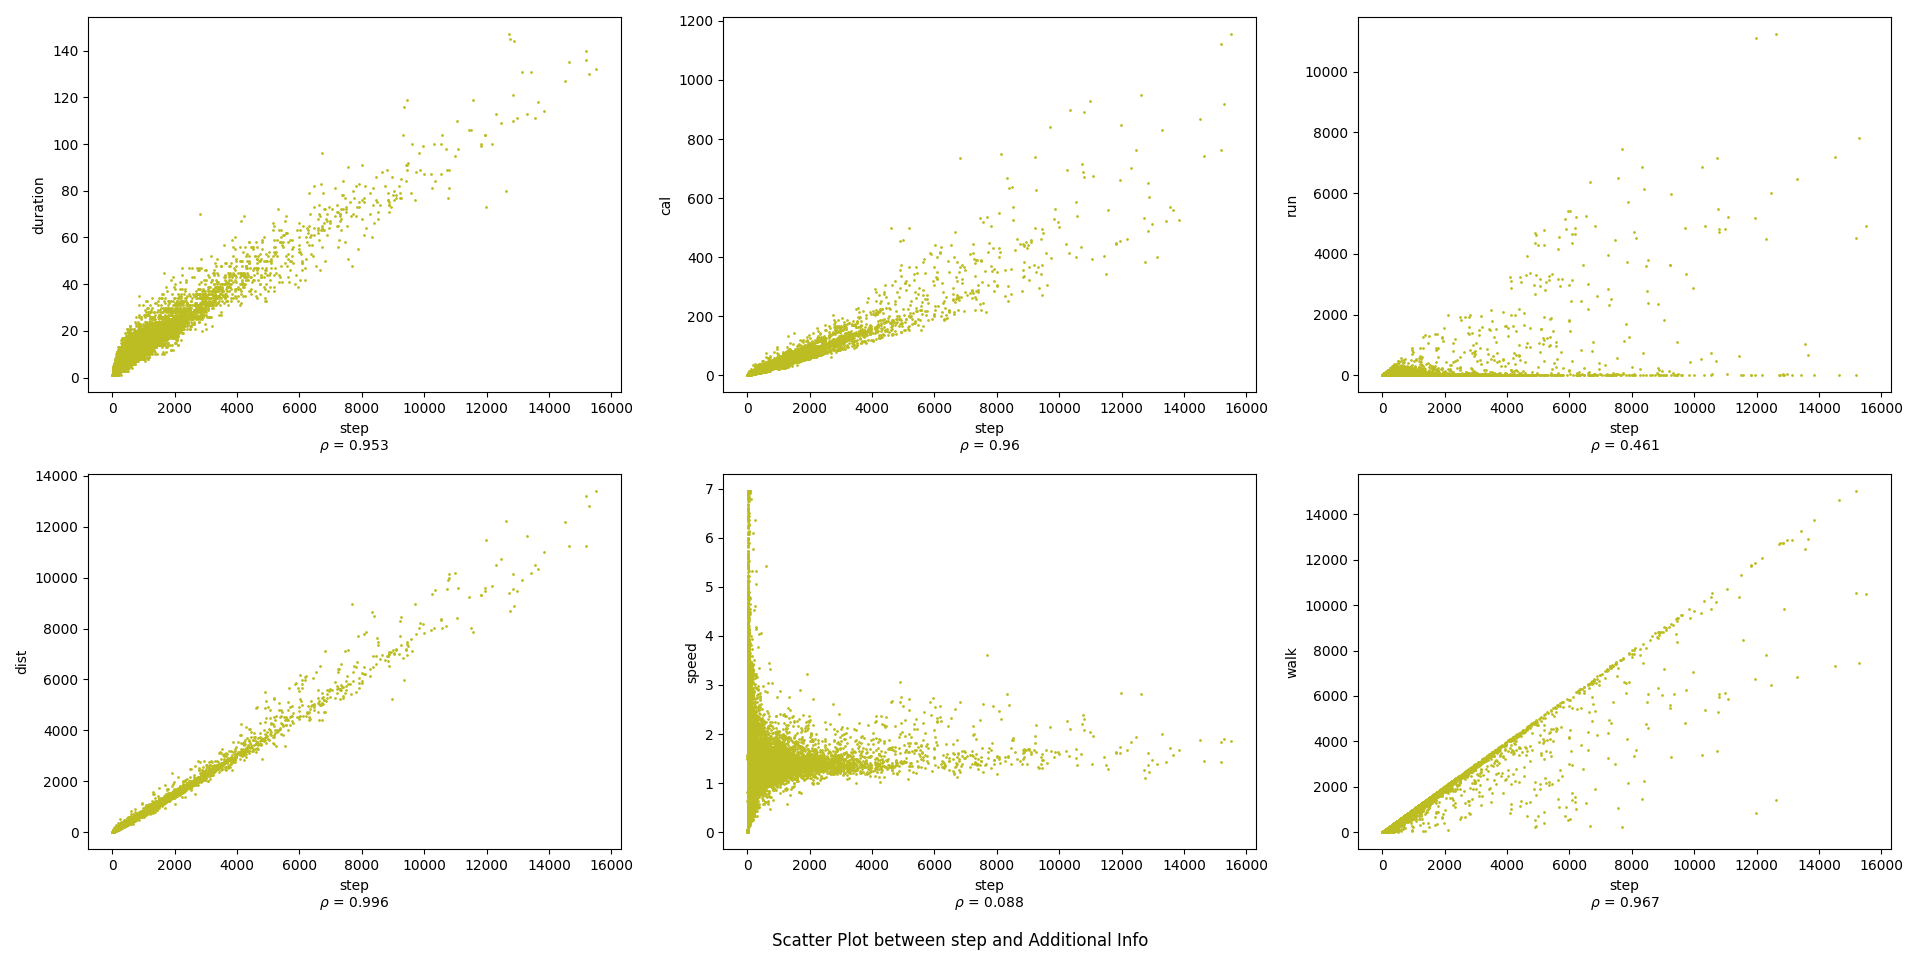 140
120
100
80
60
40
20
0
duration
0 2000 4000 6000 8000 10000 12000 14000 16000
step
ρ = 0.953
1200
1000
800
600
400
200
0
cal
0 2000 4000 6000 8000 10000 12000 14000 16000
step
ρ = 0.96
10000
8000
6000
4000
2000
0
run
0 2000 4000 6000 8000 10000 12000 14000 16000
step
ρ = 0.461
14000
12000
10000
8000
6000
4000
2000
0
dist
0 2000 4000 6000 8000 10000 12000 14000 16000
step
ρ = 0.996
7
6
5
4
3
2
1
0
speed
0 2000 4000 6000 8000 10000 12000 14000 16000
step
ρ = 0.088
14000
12000
10000
8000
6000
4000
2000
0
walk
0 2000 4000 6000 8000 10000 12000 14000 16000
step
ρ = 0.967
Scatter Plot between step and Additional Info